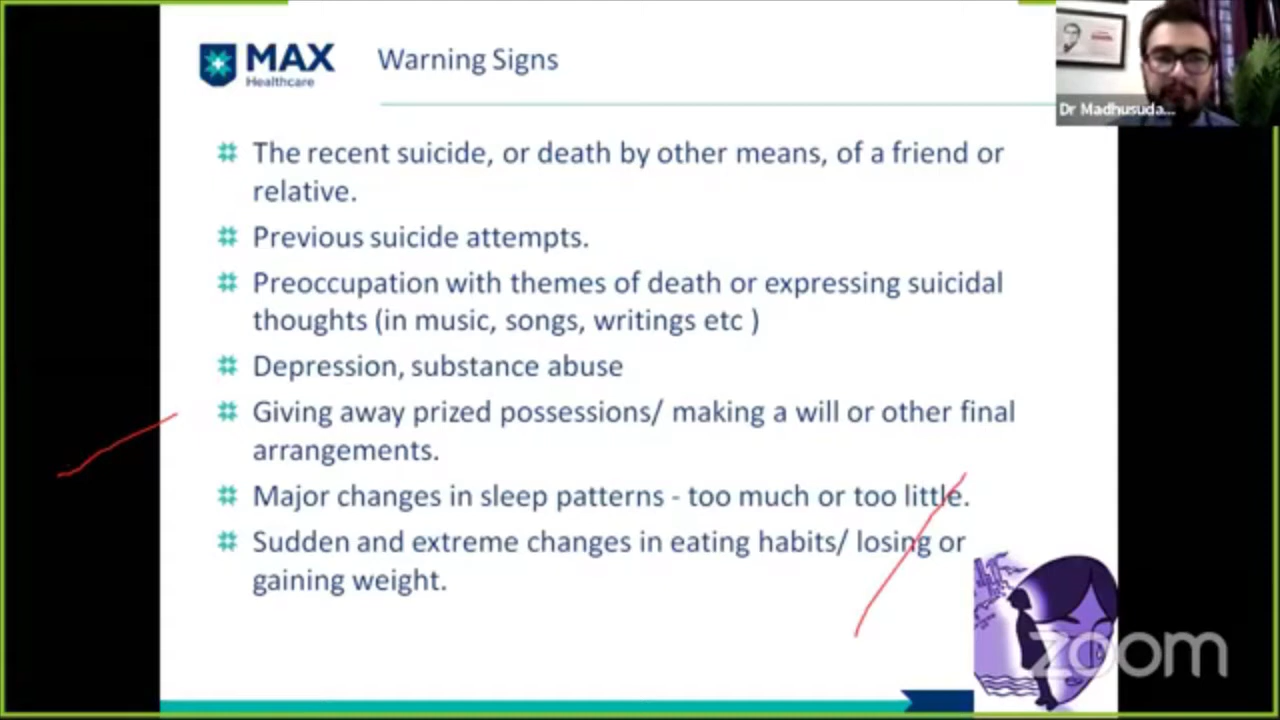 MAX
Healthcare
Warning Signs
Dr Madhusuda...
The recent suicide, or death by other means, of a friend or
relative.
Previous suicide attempts.
Preoccupation with themes of death or expressing suicidal
thoughts (in music, songs, writings etc )
Depression, substance abuse
Giving away prized possessions/ making a will or other final
arrangements.
Major changes in sleep patterns - too much or too little.
Sudden and extreme changes in eating habits/ losing or
gaining weight.
zoom